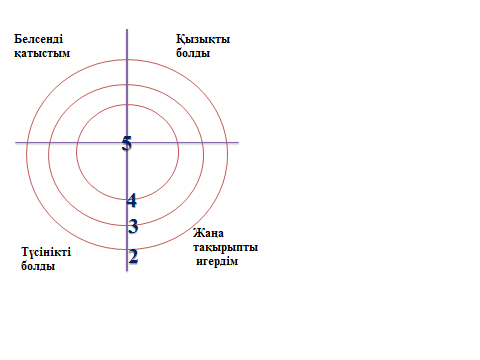 Белсенді
қатыстым
Қызықты
болды
5
4
3
2
Жаңа
тақырыпты
игердім
Түсінікті
болды